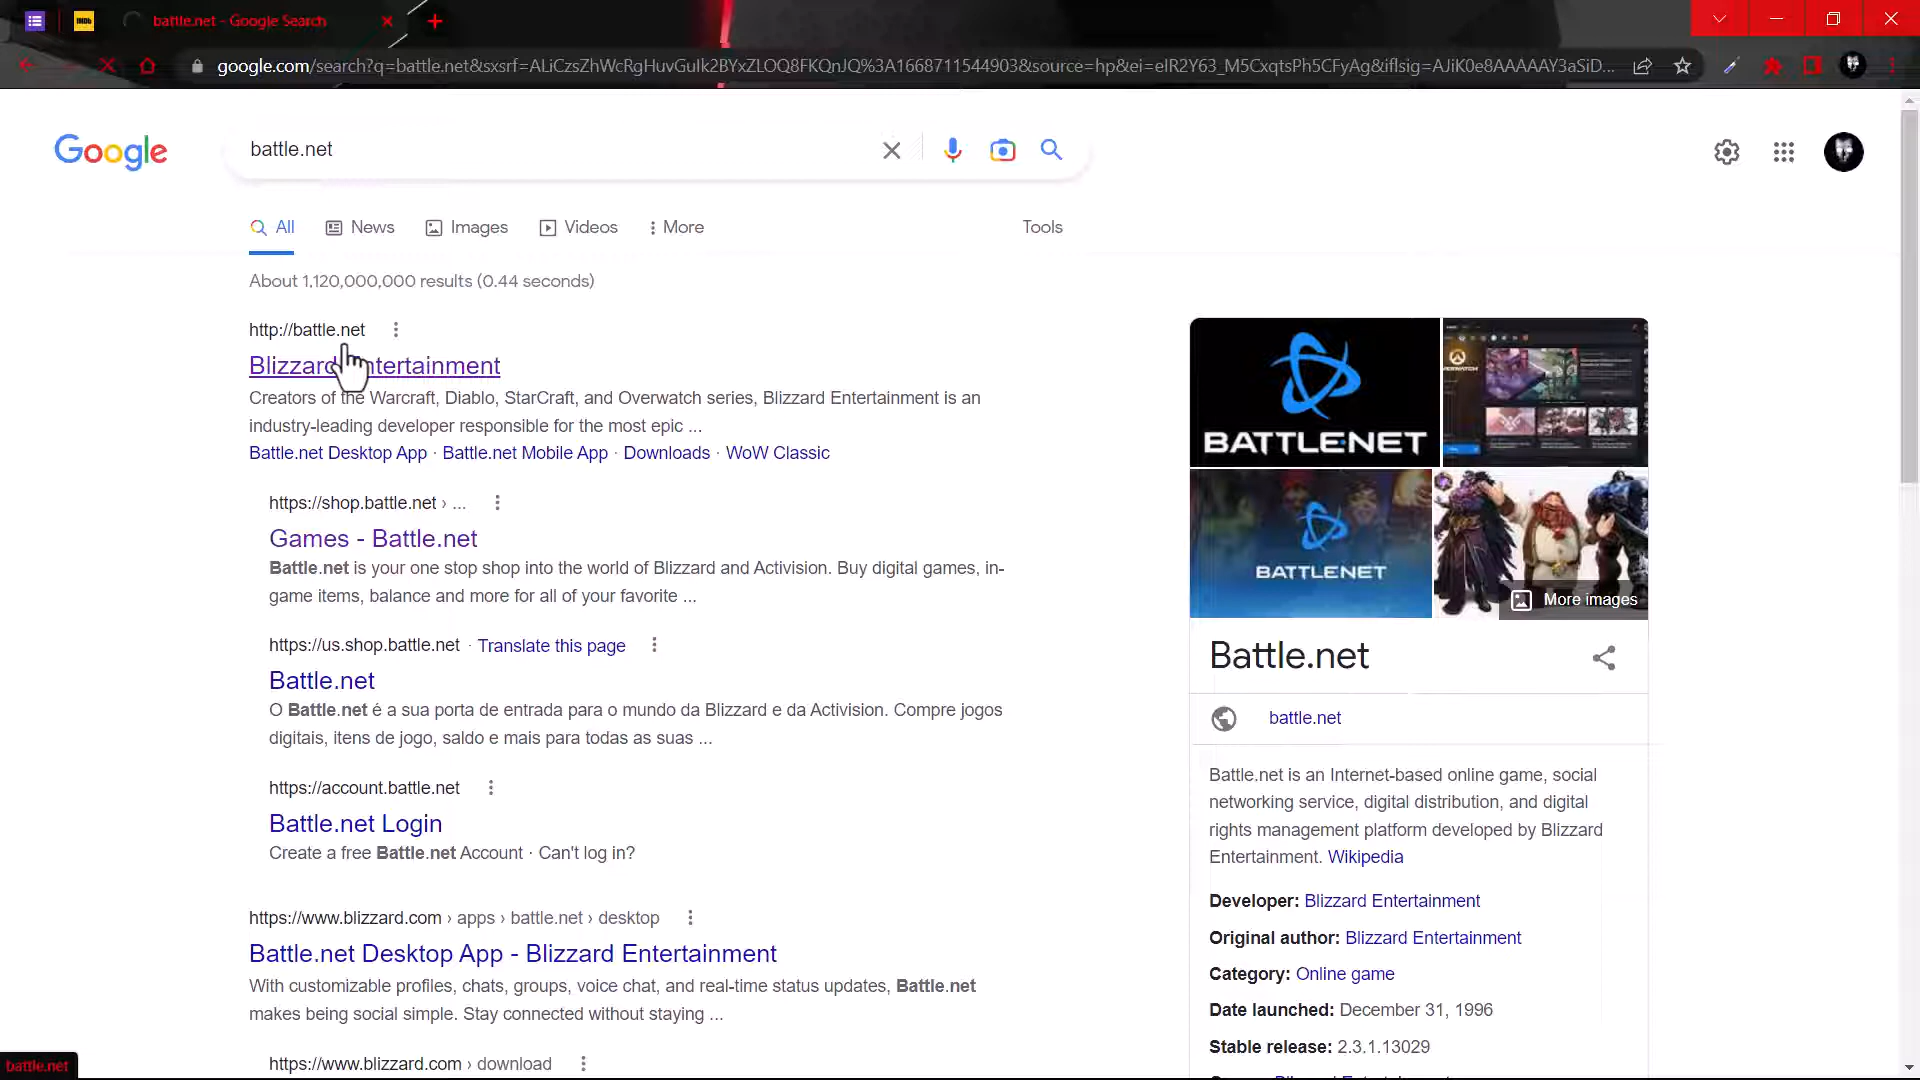 IMDb
battle.net - Google Search
google.com/search?q=battle.net&sxsrf=ALiCzsZhWcRgHuvGuIk2BYxZLOQ8FKQnJQ%3A1668711544903&source=hp&ei=eIR2Y63_M5CxqtsPh5CFyAg&iflsig=AJiK0e8AAAAAY3aSiD...
Google
battle.net
All
News
Images
Videos
More
Tools
About 1,120,000,000 results (0.44 seconds)
http://battle.net
Blizzard Entertainment
Creators of the Warcraft, Diablo, StarCraft, and Overwatch series, Blizzard Entertainment is an
industry-leading developer responsible for the most epic ...
Battle.net Desktop App · Battle.net Mobile App · Downloads · WoW Classic
https://shop.battle.net › ...
Games - Battle.net
Battle.net is your one stop shop into the world of Blizzard and Activision. Buy digital games, in-
game items, balance and more for all of your favorite ...
https://us.shop.battle.net · Translate this page
Battle.net
O Battle.net é a sua porta de entrada para o mundo da Blizzard e da Activision. Compre jogos
digitais, itens de jogo, saldo e mais para todas as suas ...
https://account.battle.net
Battle.net Login
Create a free Battle.net Account · Can't log in?
https://www.blizzard.com › apps › battle.net › desktop
Battle.net Desktop App - Blizzard Entertainment
With customizable profiles, chats, groups, voice chat, and real-time status updates, Battle.net
makes being social simple. Stay connected without staying ...
https://www.blizzard.com › download
BATTLE.NET
BATTLE.NET
More images
Battle.net
battle.net
Battle.net is an Internet-based online game, social
networking service, digital distribution, and digital
rights management platform developed by Blizzard
Entertainment. Wikipedia
Developer: Blizzard Entertainment
Original author: Blizzard Entertainment
Category: Online game
Date launched: December 31, 1996
Stable release: 2.3.1.13029
battle.net